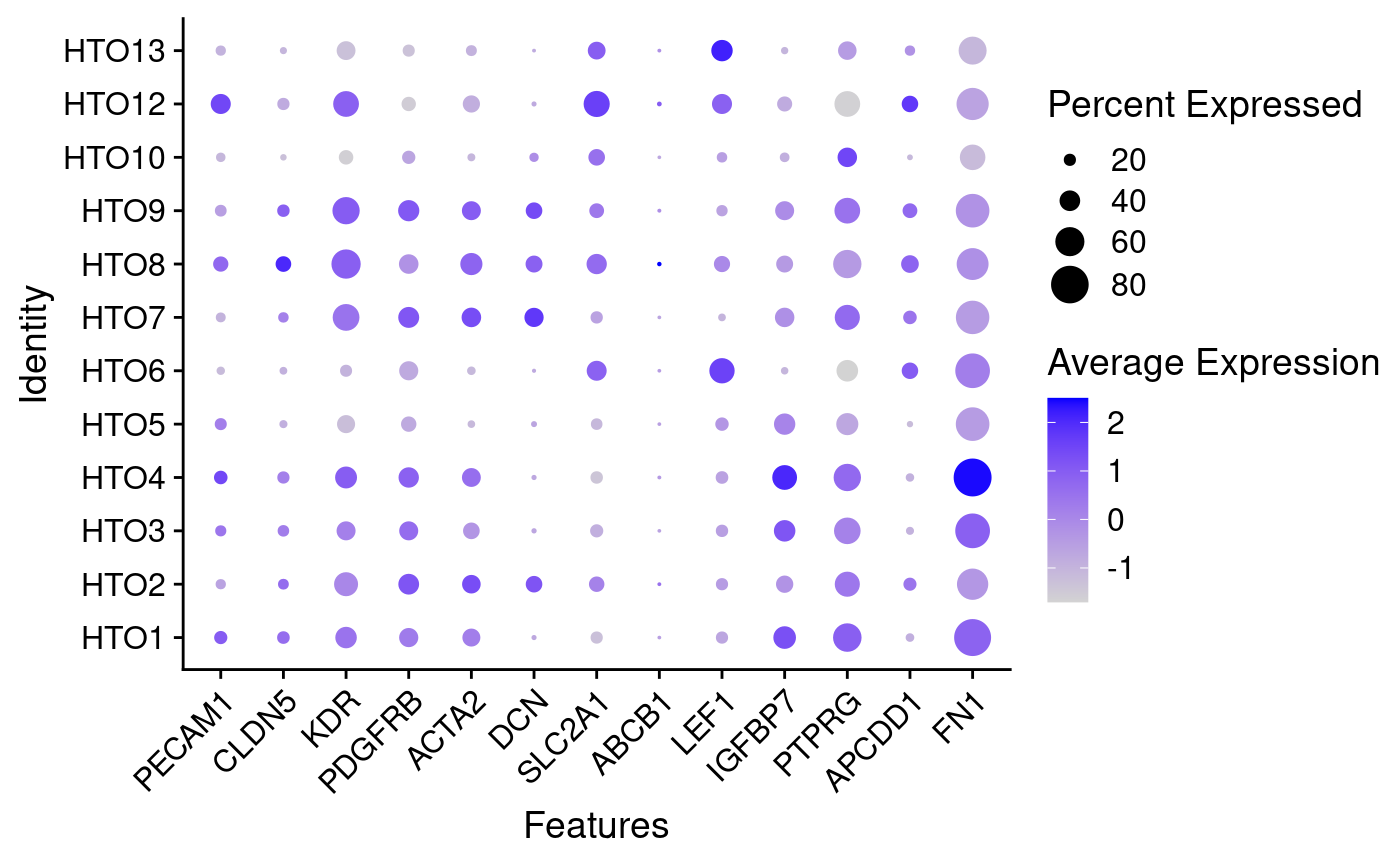 HTO13
HTO12
HTO10
HTO9
HTO8
HTO7
HTO6
HTO5
HTO4
HTO3
HTO2
HTO1
Identity
PECAM1
CLDN5
KDR
PDGFRB
ACTA2
DCN
SLC2A1
ABCB1
LEF1
IGFBP7
PTPRG
APCDD1
FN1
Features
Percent Expressed
20
40
60
80
Average Expression
2
1
0
-1